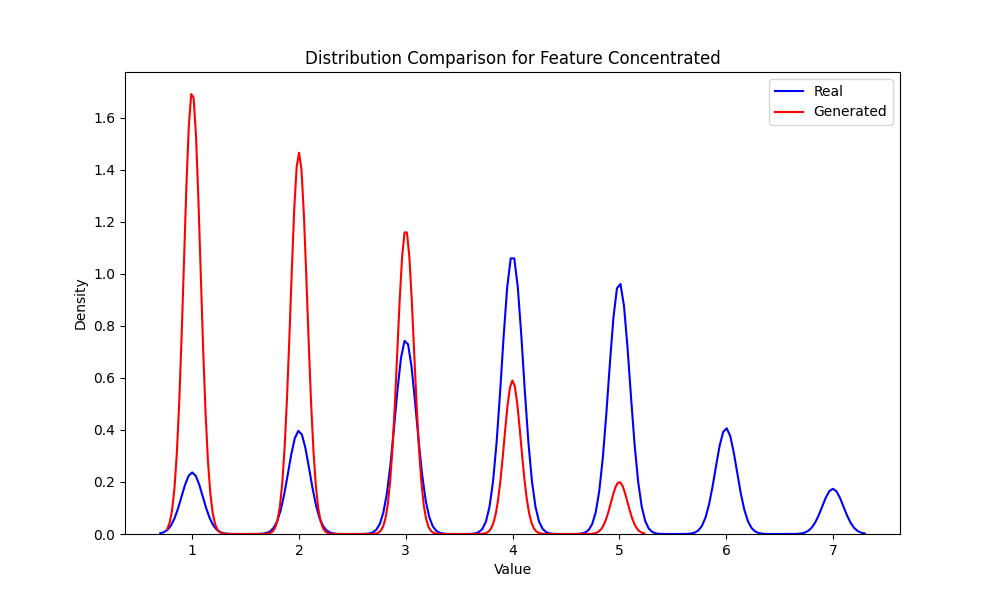 Distribution Comparison for Feature Concentrated
Real
Generated
1.6
1.4
1.2
1.0
0.8
0.6
0.4
0.2
0.0
Density
1 2 3 4 5 6 7
Value